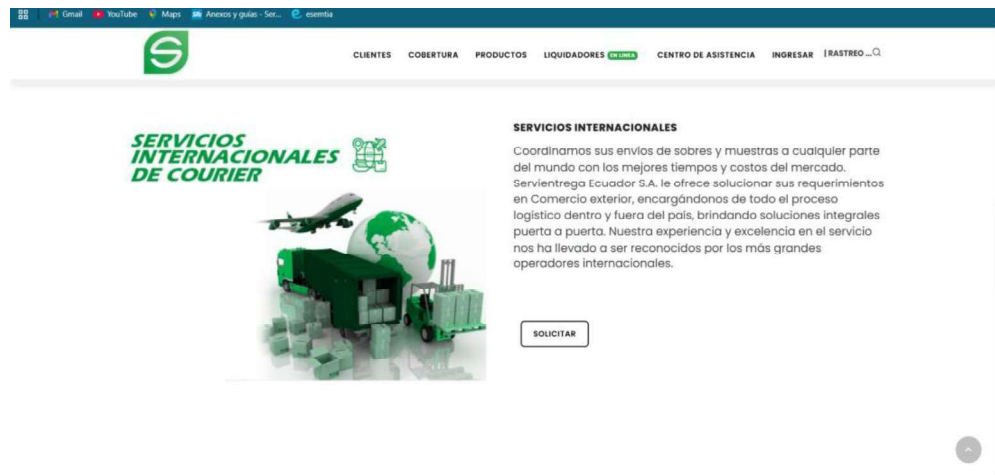 Gmail YouTube Maps Anexos y guías - Ser... esemtia
CLIENTES COBERTURA PRODUCTOS LIQUIDADORES EN LINEA CENTRO DE ASISTENCIA INGRESAR | RASTREO ...
SERVICIOS
INTERNACIONALES
DE COURIER
SERVICIOS INTERNACIONALES
Coordinamos sus envíos de sobres y muestras a cualquier parte
del mundo con los mejores tiempos y costos del mercado.
Servientrega Ecuador S.A. le ofrece solucionar sus requerimientos
en Comercio exterior, encargándonos de todo el proceso
logístico dentro y fuera del país, brindando soluciones integrales
puerta a puerta. Nuestra experiencia y excelencia en el servicio
nos ha llevado a ser reconocidos por los más grandes
operadores internacionales.
SOLICITAR